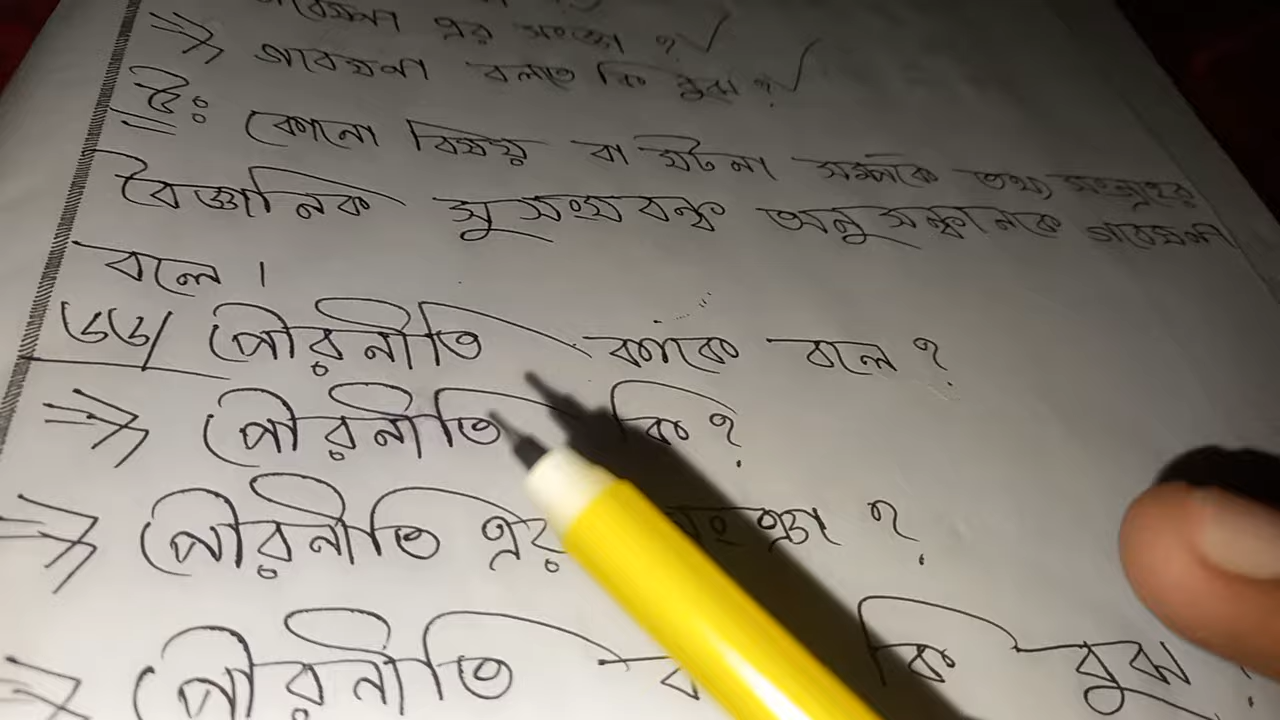 গবেষণা এর সংজ্ঞা ?
⇒ গবেষণা বলতে কি বুঝ ?
উঃ কোনো বিষয় বা ঘটনা সম্পর্কে তথ্য সংগ্রহের
বৈজ্ঞানিক সুসংঘবদ্ধ অনুসন্ধানকে গবেষণা
বলে ।
৬৬/ পৌরনীতি কাকে বলে ?
⇒ পৌরনীতি কি ?
⇒ পৌরনীতি এর সংজ্ঞা ?
⇒ পৌরনীতি কি বুঝ ?